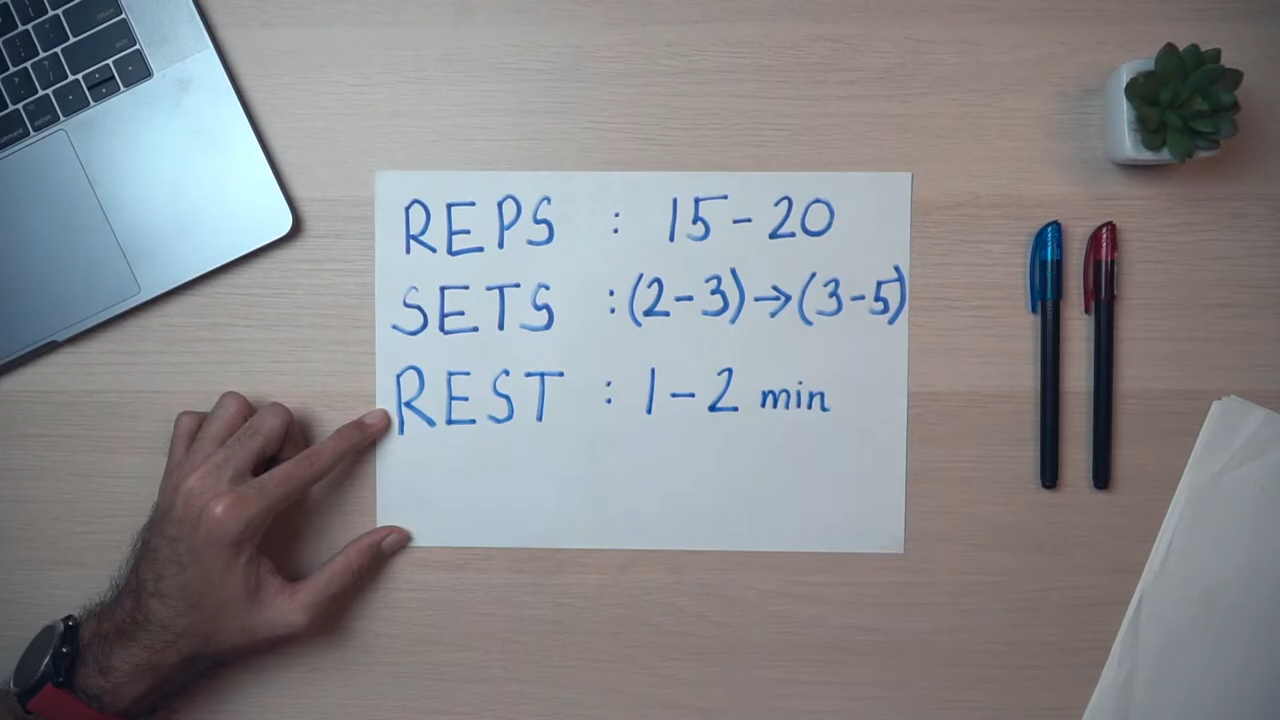 REPS : 15-20
SETS : (2-3)→(3-5)
REST : 1-2 min